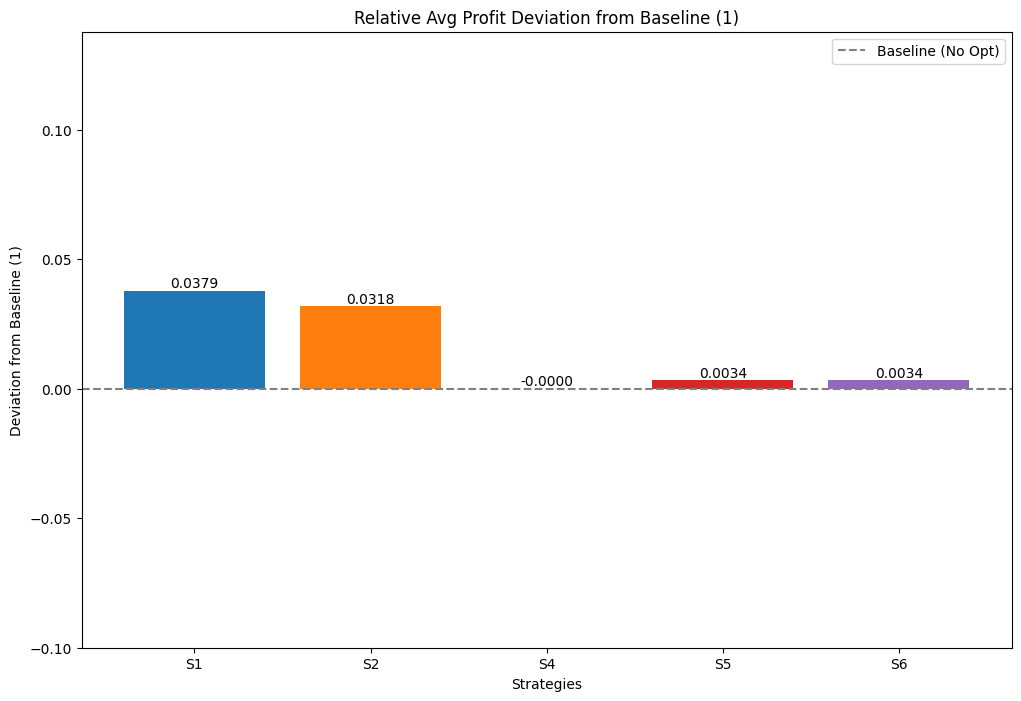 Relative Avg Profit Deviation from Baseline (1)
Baseline (No Opt)
0.10
0.05
0.00
−0.05
−0.10
Deviation from Baseline (1)
0.0379
0.0318
-0.0000
0.0034
0.0034
S1
S2
S4
S5
S6
Strategies